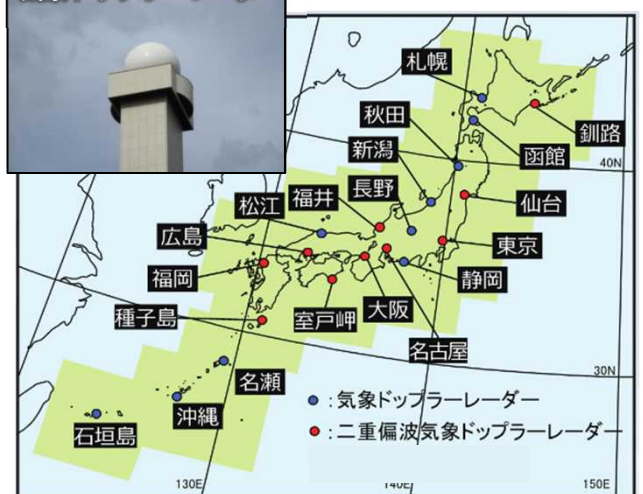 札幌
釧路
秋田
函館
40N
新潟
長野
仙台
福井
松江
広島
東京
福岡
静岡
大阪
室戸岬
種子島
名古屋
30N
名瀬
沖縄
石垣島
●：気象ドップラーレーダー
●：二重偏波気象ドップラーレーダー
130E
140E
150E